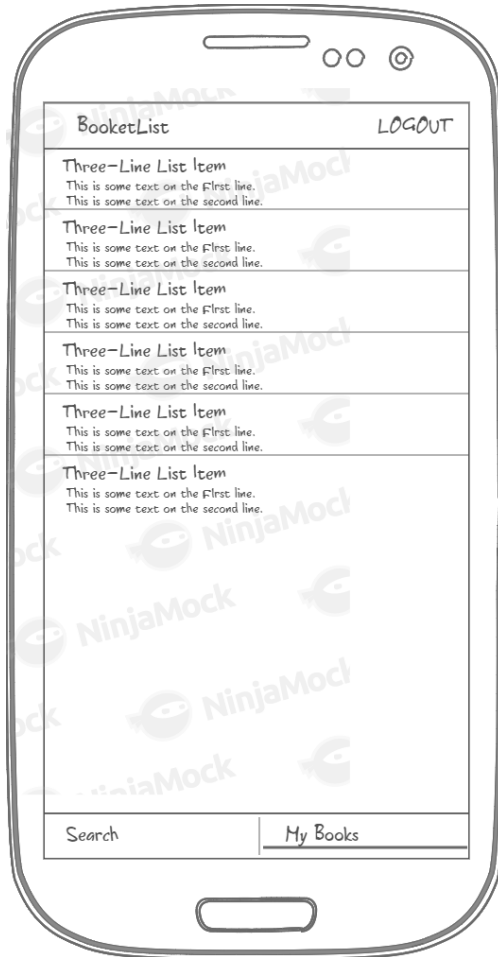 BooketList LOGOUT
Three-Line List Item
This is some text on the First line.
This is some text on the second line.
Three-Line List Item
This is some text on the First line.
This is some text on the second line.
Three-Line List Item
This is some text on the First line.
This is some text on the second line.
Three-Line List Item
This is some text on the First line.
This is some text on the second line.
Three-Line List Item
This is some text on the First line.
This is some text on the second line.
Three-Line List Item
This is some text on the First line.
This is some text on the second line.
NinjaMock
NinjaMock
NinjaMock
Search My Books